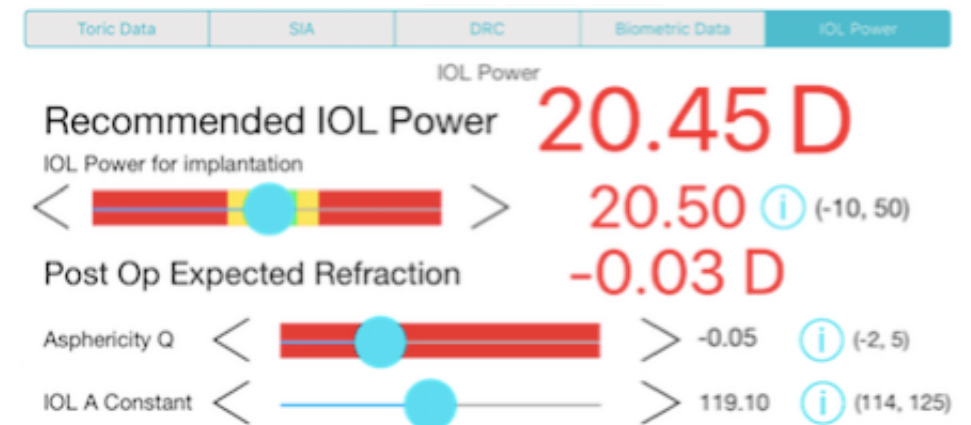 Toric Data SIA DRC Biometric Data IOL Power
IOL Power
Recommended IOL Power 20.45 D
IOL Power for implantation
< > 20.50 i (-10, 50)
Post Op Expected Refraction -0.03 D
Asphericity Q < > -0.05 i (-2, 5)
IOL A Constant < > 119.10 i (114, 125)